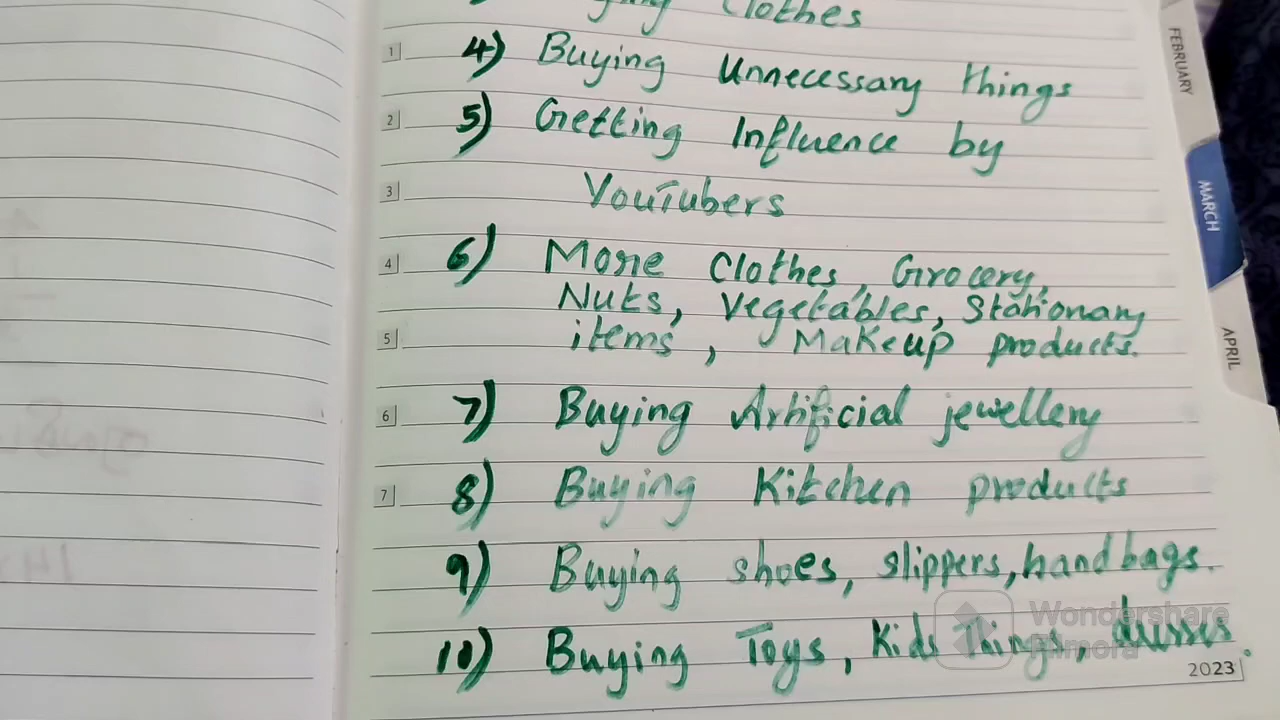 Clothes
4) Buying Unnecessary things
5) Getting Influence by
YouTubers
6) More Clothes, Grocery,
Nuts, Vegetables, Stationary
items, Makeup products.
7) Buying Artificial jewellery
8) Buying Kitchen products
9) Buying shoes, slippers, handbags.
10) Buying Toys, Kids Things, dresses.
1
2
3
4
5
6
7
FEBRUARY
MARCH
APRIL
Wondershare
Filmora
2023